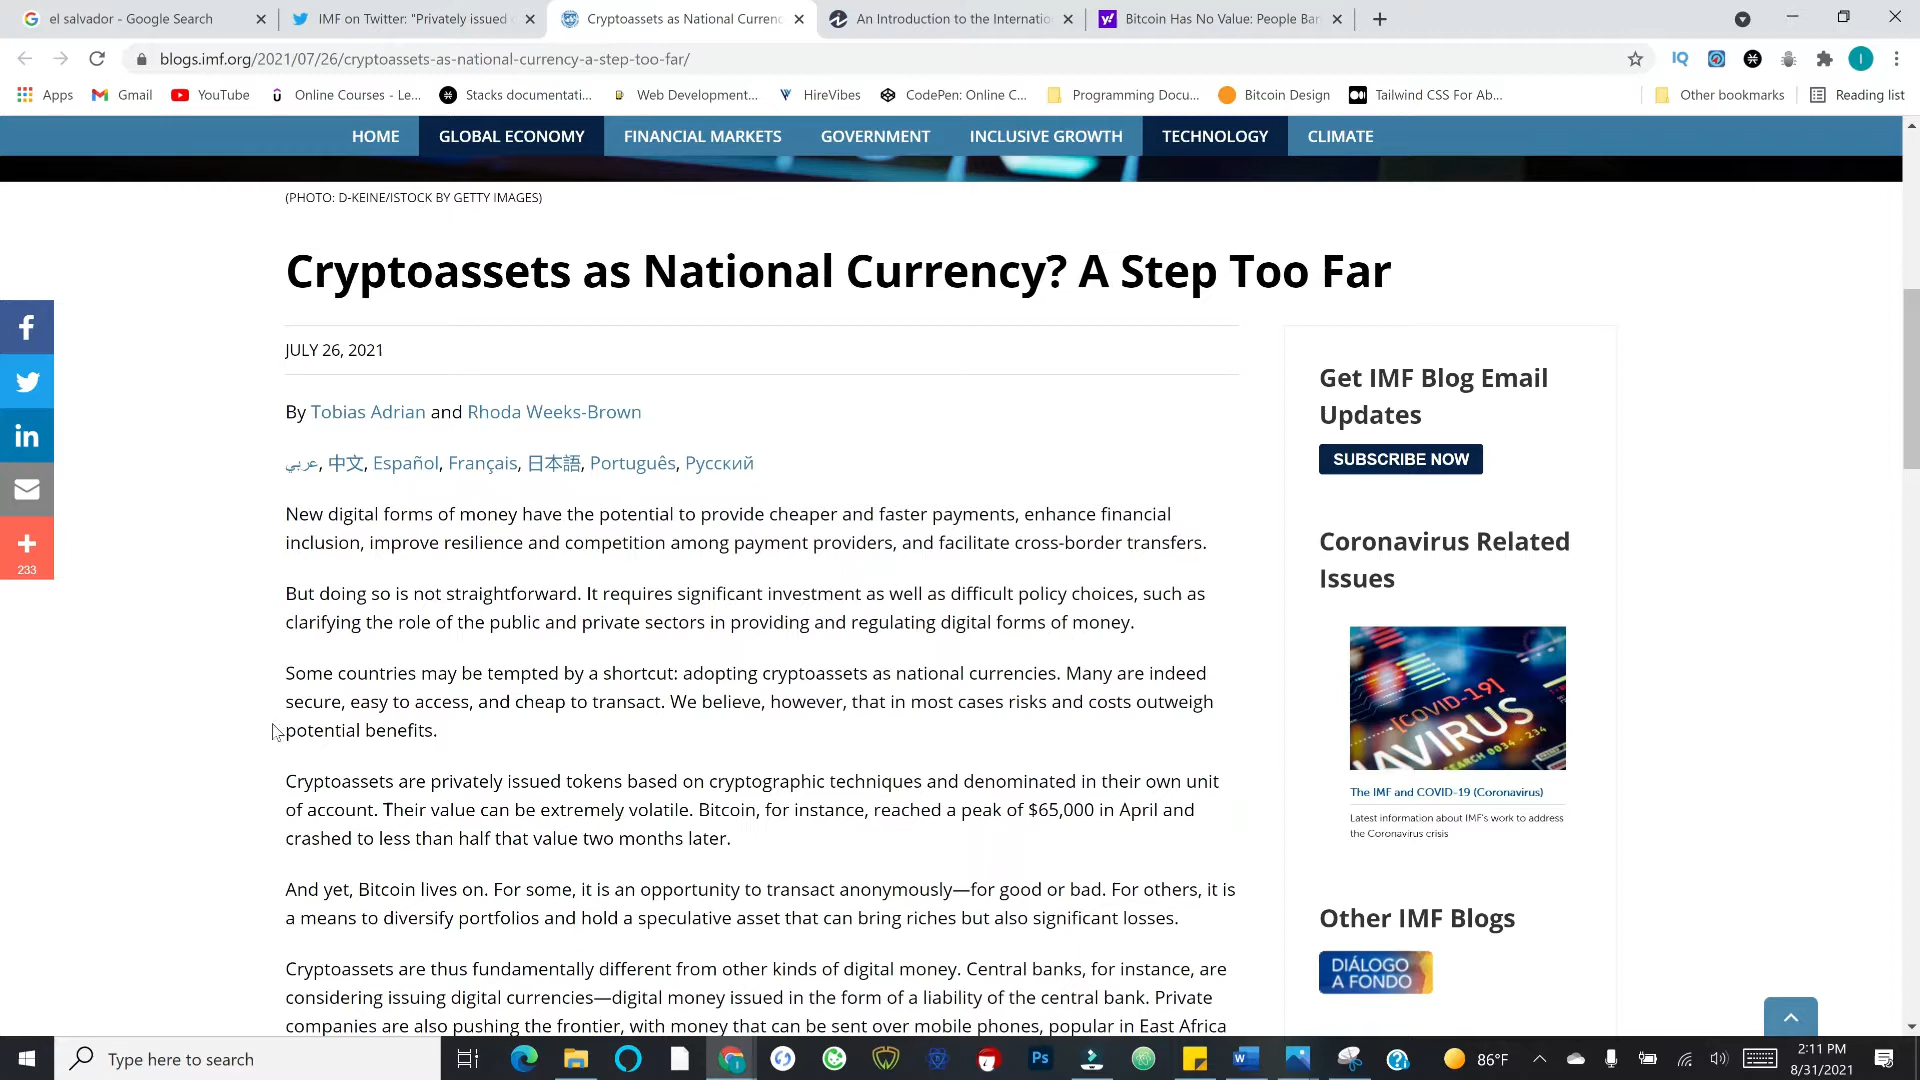 el salvador - Google Search
IMF on Twitter: "Privately issued
Cryptoassets as National Currenc
An Introduction to the Internatio
Bitcoin Has No Value: People Bar
blogs.imf.org/2021/07/26/cryptoassets-as-national-currency-a-step-too-far/
Apps
Gmail
YouTube
Online Courses - Le...
Stacks documentati...
Web Development...
HireVibes
CodePen: Online C...
Programming Docu...
Bitcoin Design
Tailwind CSS For Ab...
Other bookmarks
Reading list
HOME
GLOBAL ECONOMY
FINANCIAL MARKETS
GOVERNMENT
INCLUSIVE GROWTH
TECHNOLOGY
CLIMATE
(PHOTO: D-KEINE/ISTOCK BY GETTY IMAGES)
Cryptoassets as National Currency? A Step Too Far
JULY 26, 2021
By Tobias Adrian and Rhoda Weeks-Brown
عربي, 中文, Español, Français, 日本語, Português, Русский
New digital forms of money have the potential to provide cheaper and faster payments, enhance financial
inclusion, improve resilience and competition among payment providers, and facilitate cross-border transfers.
But doing so is not straightforward. It requires significant investment as well as difficult policy choices, such as
clarifying the role of the public and private sectors in providing and regulating digital forms of money.
Some countries may be tempted by a shortcut: adopting cryptoassets as national currencies. Many are indeed
secure, easy to access, and cheap to transact. We believe, however, that in most cases risks and costs outweigh
potential benefits.
Cryptoassets are privately issued tokens based on cryptographic techniques and denominated in their own unit
of account. Their value can be extremely volatile. Bitcoin, for instance, reached a peak of $65,000 in April and
crashed to less than half that value two months later.
And yet, Bitcoin lives on. For some, it is an opportunity to transact anonymously—for good or bad. For others, it is
a means to diversify portfolios and hold a speculative asset that can bring riches but also significant losses.
Cryptoassets are thus fundamentally different from other kinds of digital money. Central banks, for instance, are
considering issuing digital currencies—digital money issued in the form of a liability of the central bank. Private
companies are also pushing the frontier, with money that can be sent over mobile phones, popular in East Africa
233
Get IMF Blog Email
Updates
SUBSCRIBE NOW
Coronavirus Related
Issues
[COVID-19]
AVIRUS
The IMF and COVID-19 (Coronavirus)
Latest information about IMF's work to address
the Coronavirus crisis
Other IMF Blogs
DIÁLOGO
A FONDO
Type here to search
86°F
2:11 PM
8/31/2021